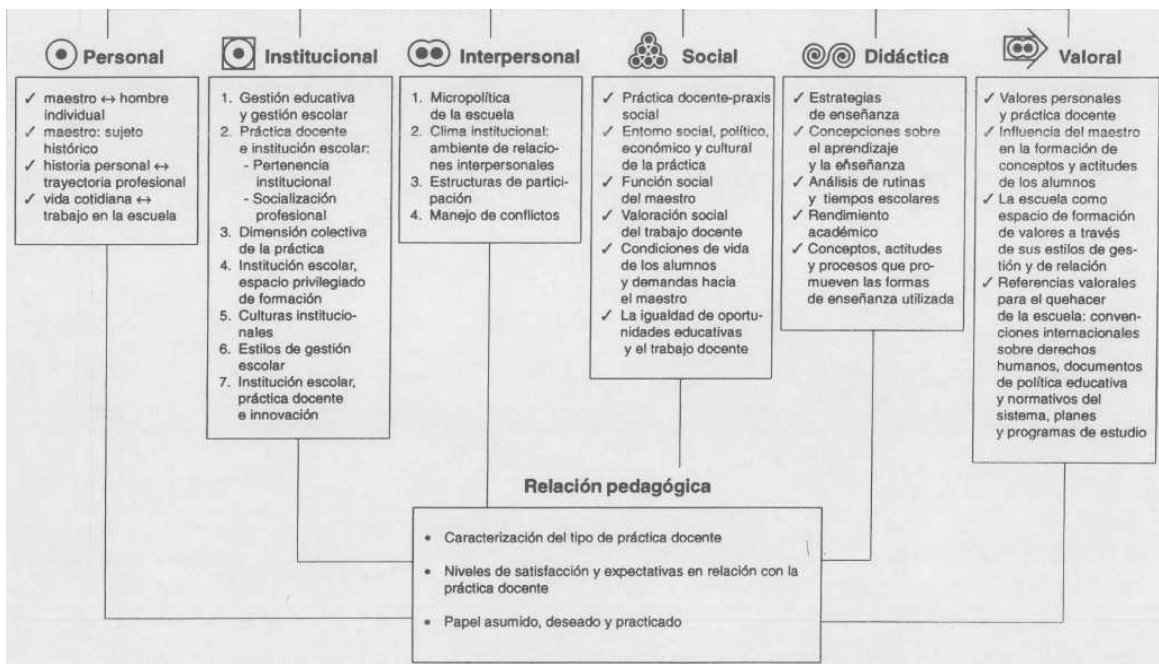 Personal
✓ maestro ↔ hombre
individual
✓ maestro: sujeto
histórico
✓ historia personal ↔
trayectoria profesional
✓ vida cotidiana ↔
trabajo en la escuela
Institucional
1. Gestión educativa
y gestión escolar
2. Práctica docente
e institución escolar:
- Pertenencia
institucional
- Socialización
profesional
3. Dimensión colectiva
de la práctica
4. Institución escolar,
espacio privilegiado
de formación
5. Culturas institucio-
nales
6. Estilos de gestión
escolar
7. Institución escolar,
práctica docente
e innovación
Interpersonal
1. Micropolítica
de la escuela
2. Clima institucional:
ambiente de relacio-
nes interpersonales
3. Estructuras de partici-
pación
4. Manejo de conflictos
Social
✓ Práctica docente-praxis
social
✓ Entorno social, político,
económico y cultural
de la práctica
✓ Función social
del maestro
✓ Valoración social
del trabajo docente
✓ Condiciones de vida
de los alumnos
y demandas hacia
el maestro
✓ La igualdad de oportu-
nidades educativas
y el trabajo docente
Didáctica
✓ Estrategias
de enseñanza
✓ Concepciones sobre
el aprendizaje
y la enseñanza
✓ Análisis de rutinas
y tiempos escolares
✓ Rendimiento
académico
✓ Conceptos, actitudes
y procesos que pro-
mueven las formas
de enseñanza utilizada
Valoral
✓ Valores personales
y práctica docente
✓ Influencia del maestro
en la formación de
conceptos y actitudes
de los alumnos
✓ La escuela como
espacio de formación
de valores a través
de sus estilos de ges-
tión y de relación
✓ Referencias valorales
para el quehacer
de la escuela: conven-
ciones internacionales
sobre derechos
humanos, documentos
de política educativa
y normativos del
sistema, planes
y programas de estudio
Relación pedagógica
• Caracterización del tipo de práctica docente
• Niveles de satisfacción y expectativas en relación con la
práctica docente
• Papel asumido, deseado y practicado